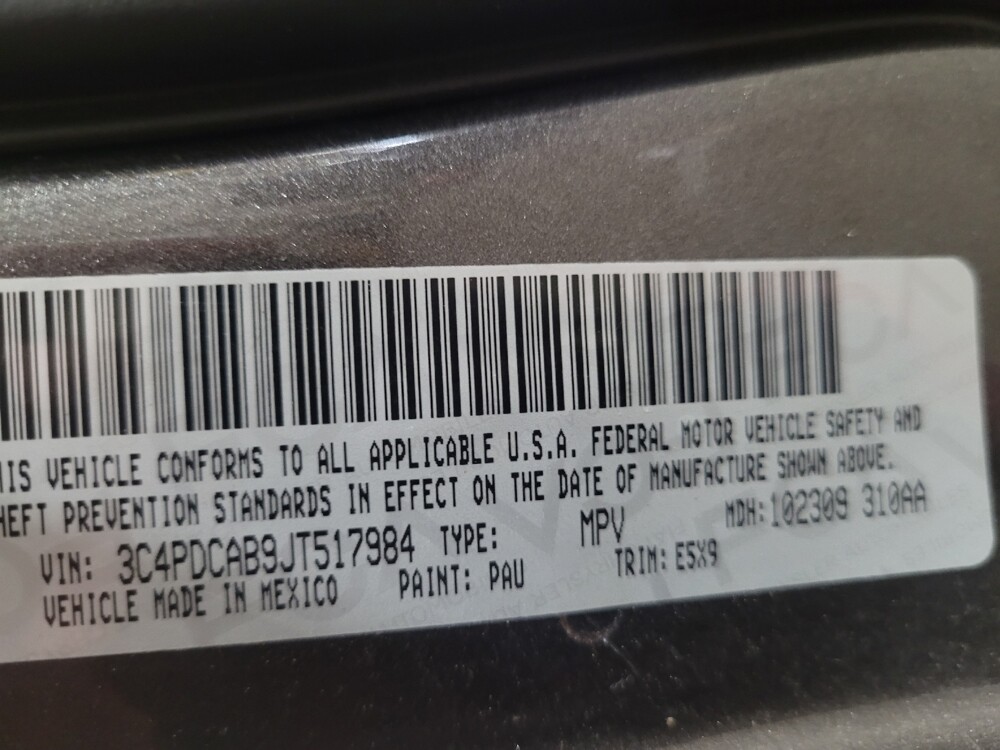 HIS VEHICLE CONFORMS TO ALL APPLICABLE U.S.A. FEDERAL MOTOR VEHICLE SAFETY AND
HEFT PREVENTION STANDARDS IN EFFECT ON THE DATE OF MANUFACTURE SHOWN ABOVE.
VIN: 3C4PDCAB9JT517984 TYPE: MPV MDH: 102309 310AA
VEHICLE MADE IN MEXICO PAINT: PAU TRIM: E5X9